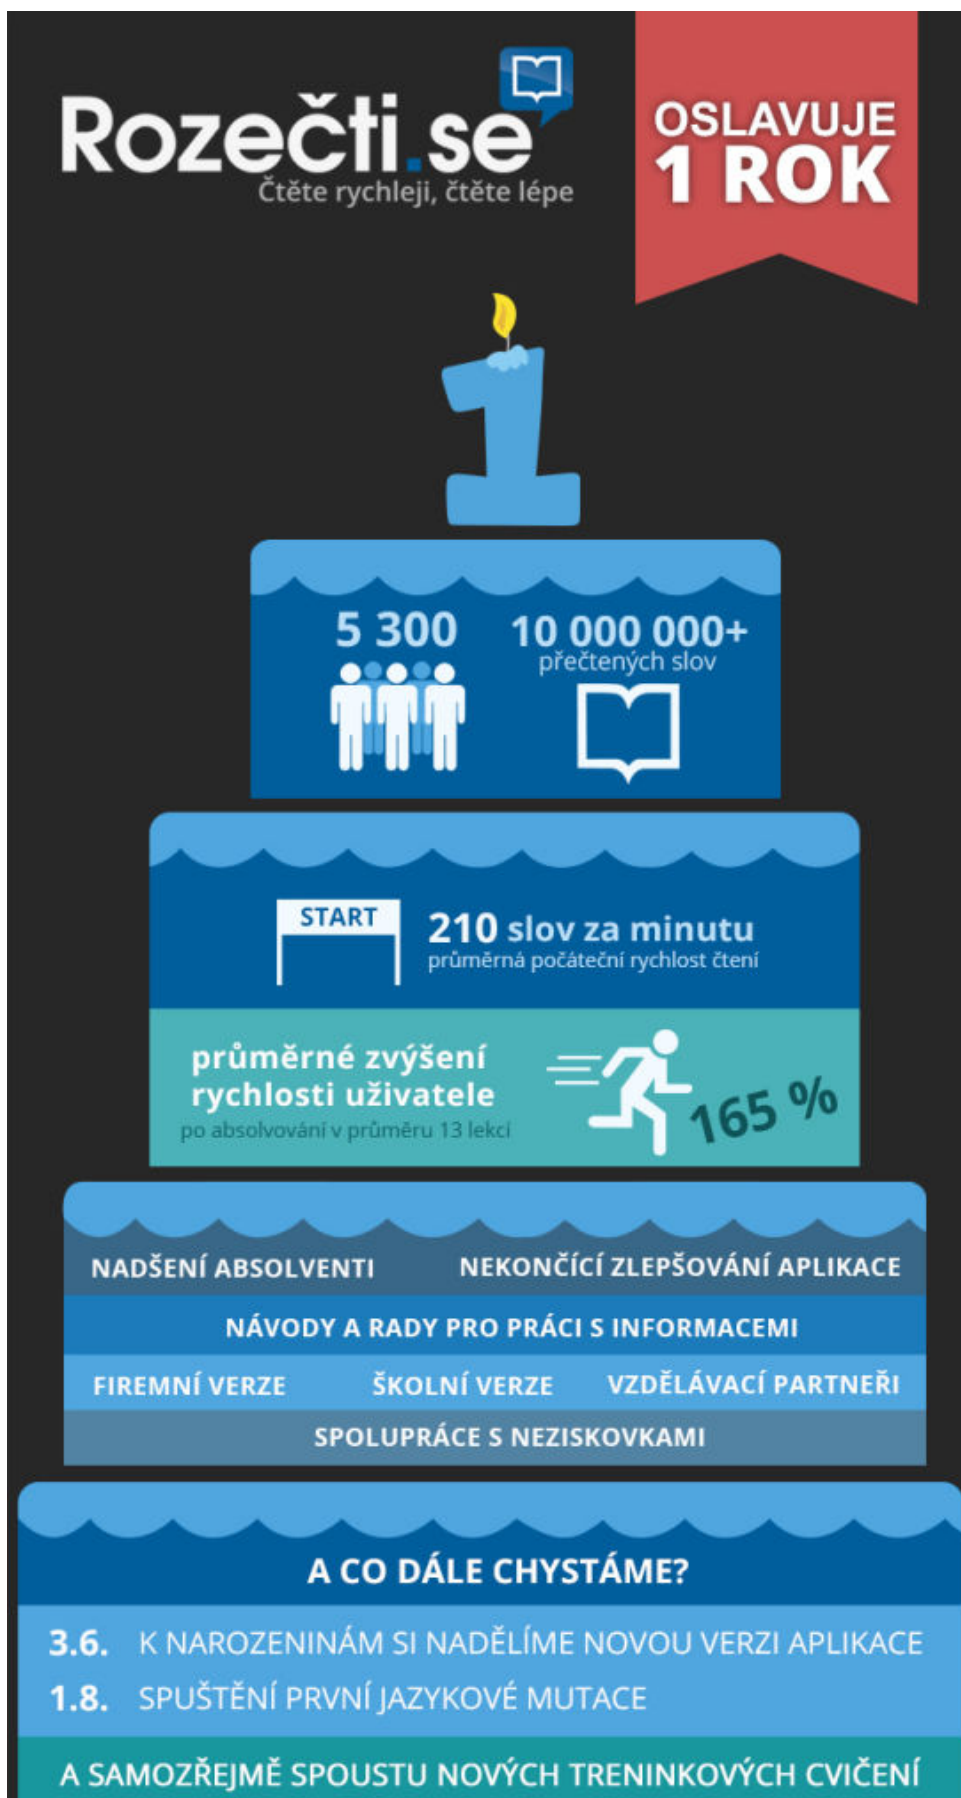 Rozečti.se
Čtěte rychleji, čtěte lépe
OSLAVUJE
1 ROK
1
5 300
10 000 000+
přečtených slov
START
210 slov za minutu
průměrná počáteční rychlost čtení
průměrné zvýšení
rychlosti uživatele
po absolvování v průměru 13 lekcí
165 %
NADŠENÍ ABSOLVENTI NEKONČÍCÍ ZLEPŠOVÁNÍ APLIKACE
NÁVODY A RADY PRO PRÁCI S INFORMACEMI
FIREMNÍ VERZE ŠKOLNÍ VERZE VZDĚLÁVACÍ PARTNEŘI
SPOLUPRÁCE S NEZISKOVKAMI
A CO DÁLE CHYSTÁME?
3.6. K NAROZENINÁM SI NADĚLÍME NOVOU VERZI APLIKACE
1.8. SPUŠTĚNÍ PRVNÍ JAZYKOVÉ MUTACE
A SAMOZŘEJMĚ SPOUSTU NOVÝCH TRENINKOVÝCH CVIČENÍ